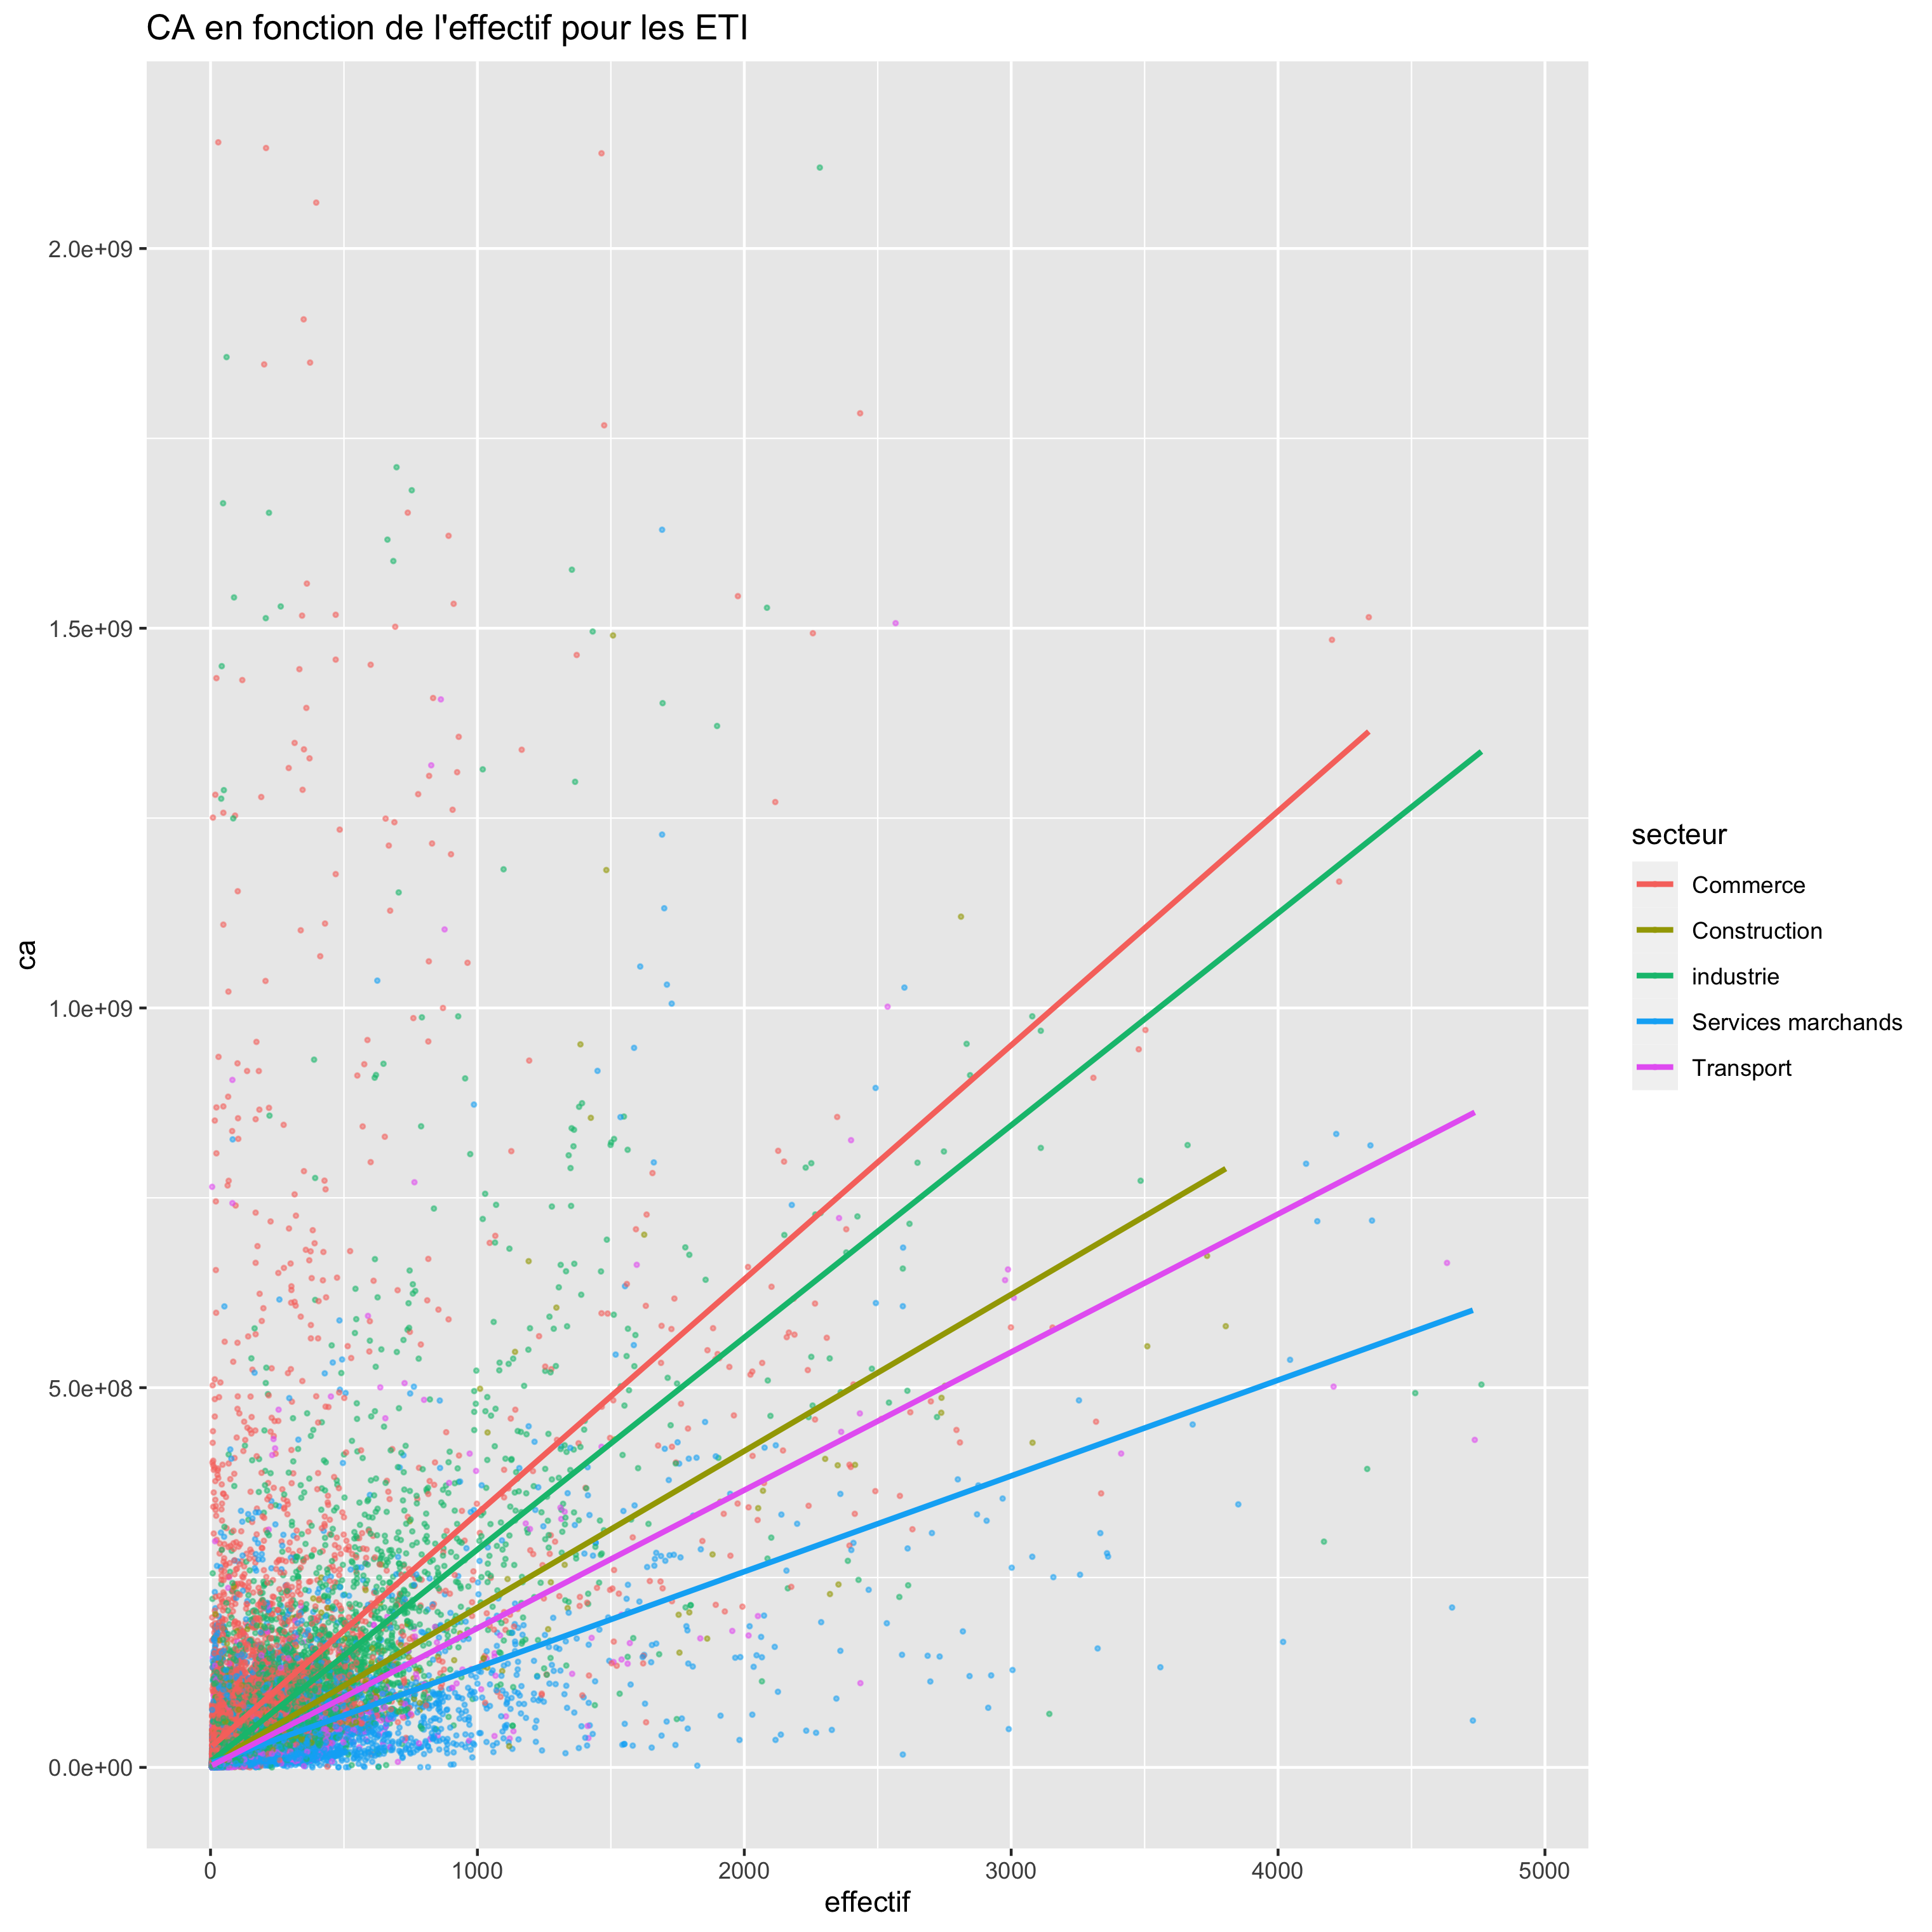 CA en fonction de l'effectif pour les ETI
2.0e+09
1.5e+09
1.0e+09
5.0e+08
0.0e+00
ca
0 1000 2000 3000 4000 5000
effectif
secteur
Commerce
Construction
industrie
Services marchands
Transport